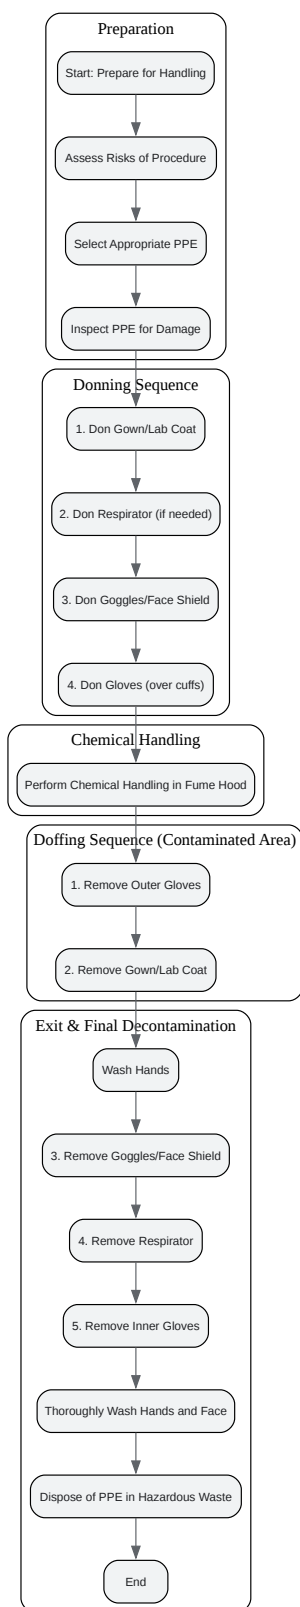 Preparation
Start: Prepare for Handling
Assess Risks of Procedure
Select Appropriate PPE
Inspect PPE for Damage
Donning Sequence
1. Don Gown/Lab Coat
2. Don Respirator (if needed)
3. Don Goggles/Face Shield
4. Don Gloves (over cuffs)
Chemical Handling
Perform Chemical Handling in Fume Hood
Doffing Sequence (Contaminated Area)
1. Remove Outer Gloves
2. Remove Gown/Lab Coat
Exit & Final Decontamination
Wash Hands
3. Remove Goggles/Face Shield
4. Remove Respirator
5. Remove Inner Gloves
Thoroughly Wash Hands and Face
Dispose of PPE in Hazardous Waste
End